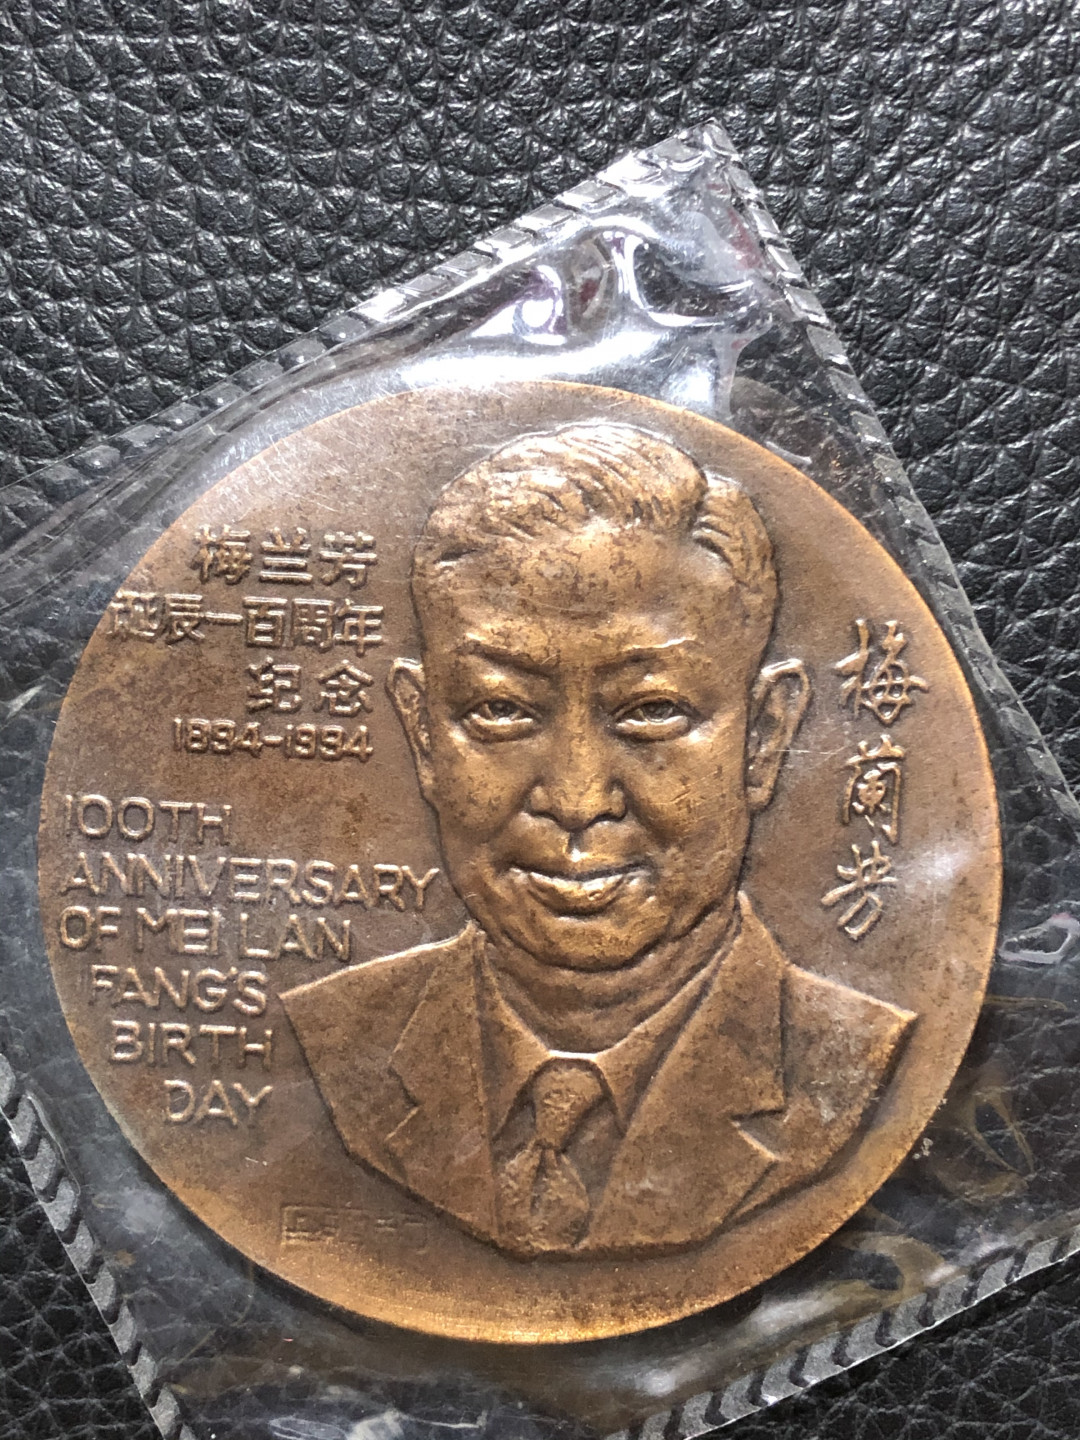 梅兰芳
诞辰一百周年
纪念
1894-1994
100TH
ANNIVERSARY
OF MEI LAN
FANG'S
BIRTH
DAY
梅蘭芳